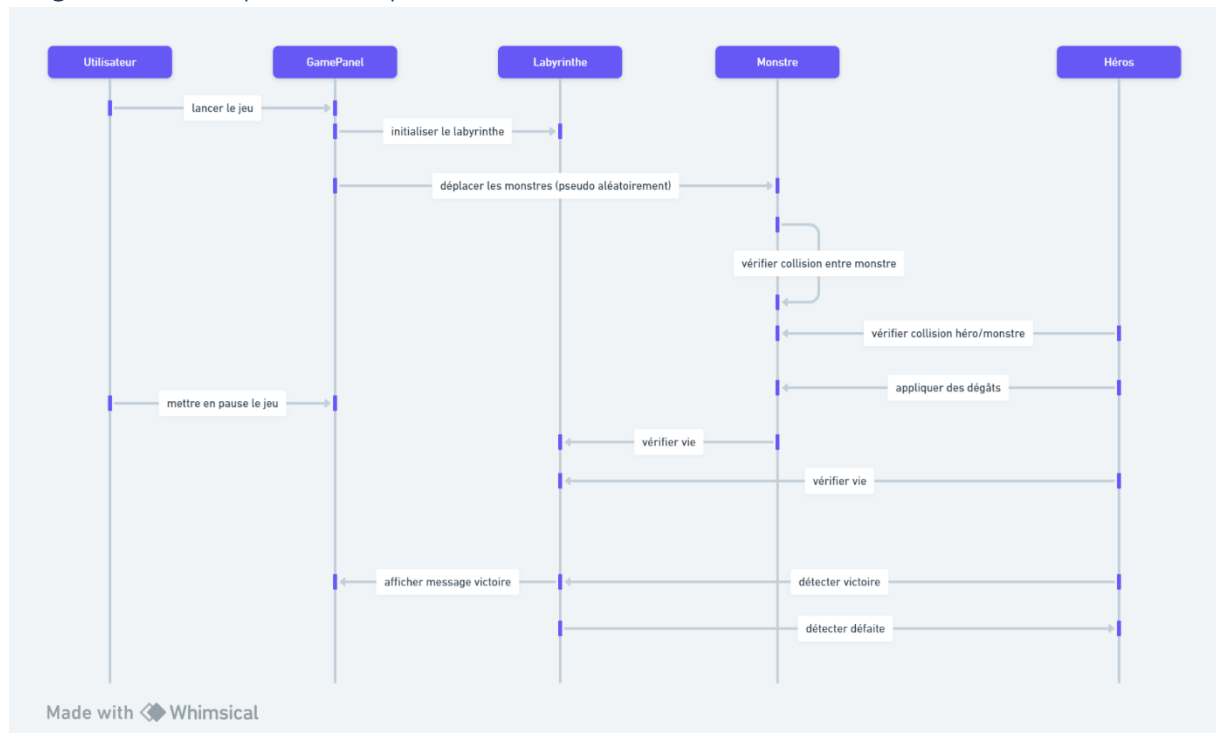 Utilisateur
GamePanel
Labyrinthe
Monstre
Héros
lancer le jeu
initialiser le labyrinthe
déplacer les monstres (pseudo aléatoirement)
vérifier collision entre monstre
vérifier collision héro/monstre
appliquer des dégâts
mettre en pause le jeu
vérifier vie
vérifier vie
afficher message victoire
détecter victoire
détecter défaite
Made with Whimsical